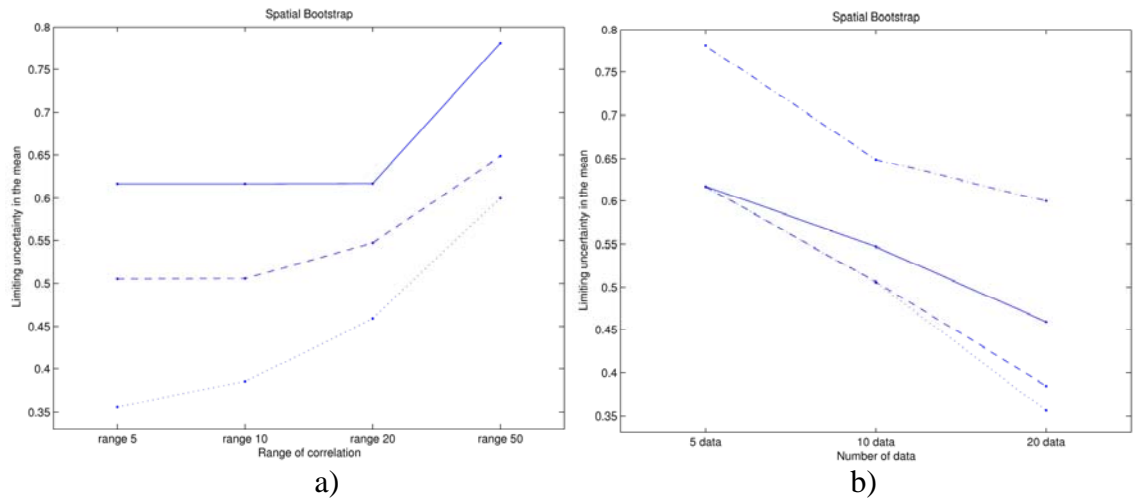 Spatial Bootstrap
0.8
0.75
0.7
0.65
0.6
0.55
0.5
0.45
0.4
0.35
Limiting uncertainty in the mean
range 5
range 10
range 20
range 50
Range of correlation
a)
Spatial Bootstrap
0.8
0.75
0.7
0.65
0.6
0.55
0.5
0.45
0.4
0.35
Limiting uncertainty in the mean
5 data
10 data
20 data
Number of data
b)